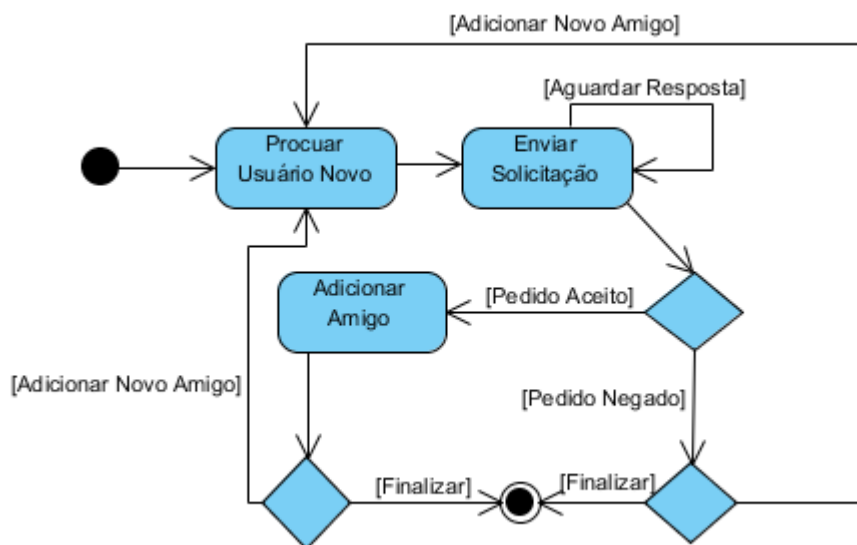 [Adicionar Novo Amigo]
[Aguardar Resposta]
Procuar
Usuário Novo
Enviar
Solicitação
Adicionar
Amigo
[Pedido Aceito]
[Adicionar Novo Amigo]
[Pedido Negado]
[Finalizar]
[Finalizar]